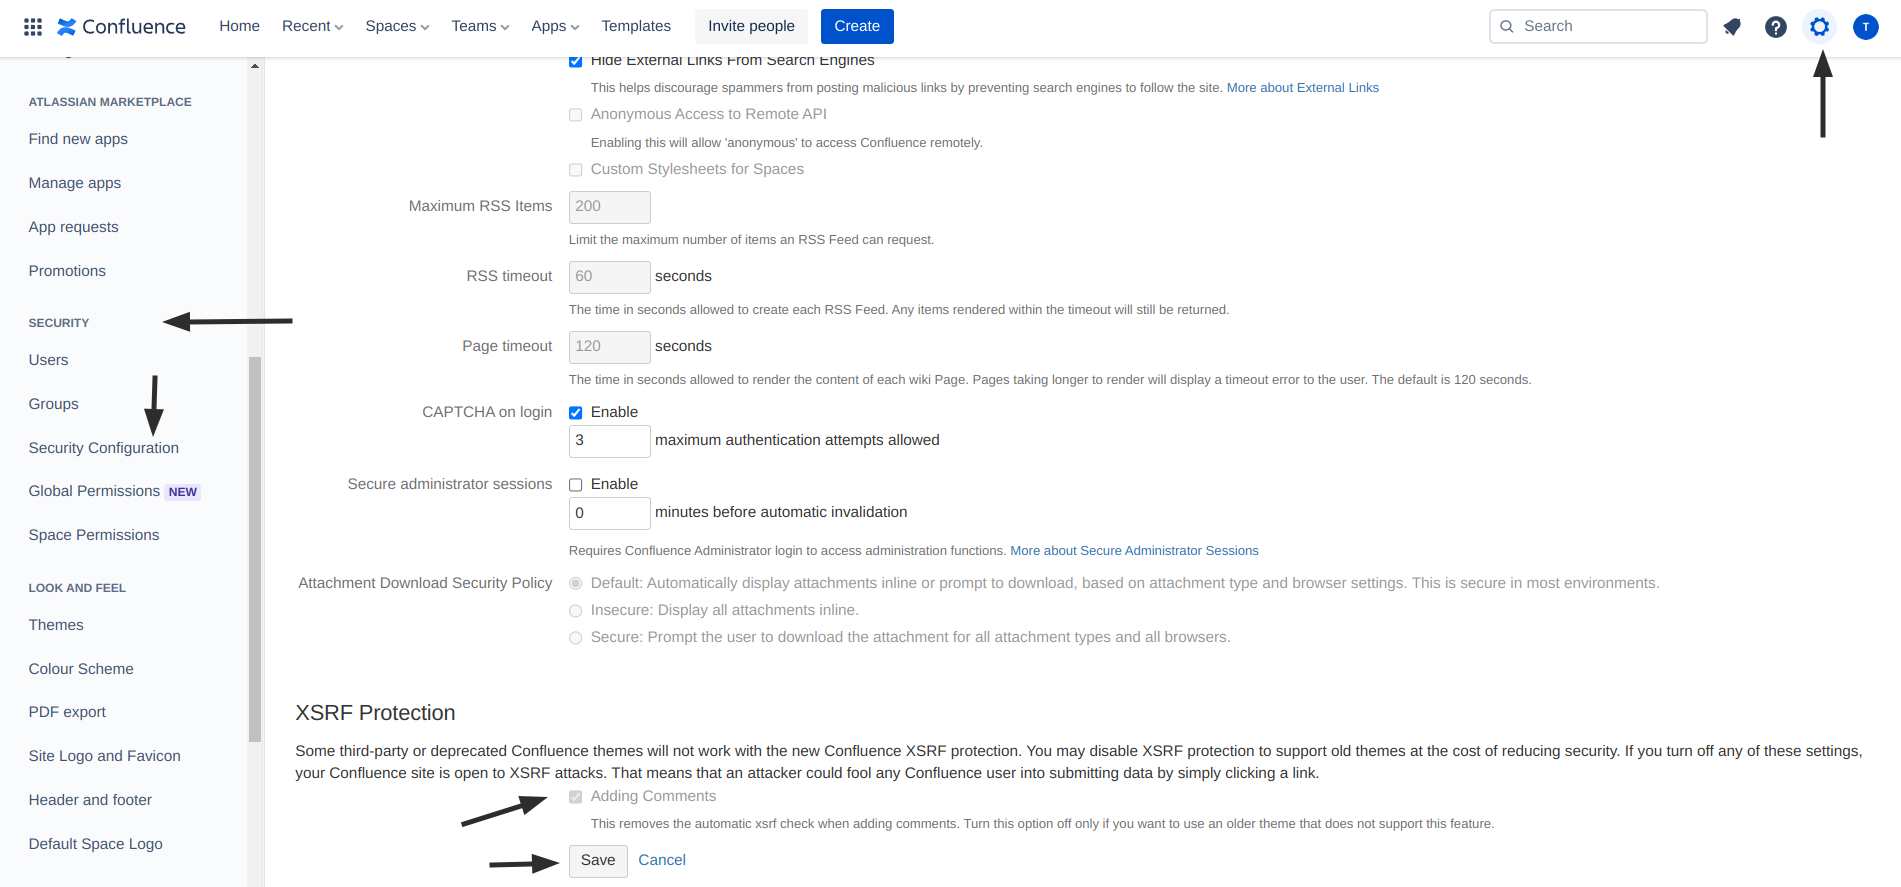 Confluence
Home
Recent
Spaces
Teams
Apps
Templates
Invite people
Create
Search
T
ATLASSIAN MARKETPLACE
Find new apps
Manage apps
App requests
Promotions
SECURITY
Users
Groups
Security Configuration
Global Permissions NEW
Space Permissions
LOOK AND FEEL
Themes
Colour Scheme
PDF export
Site Logo and Favicon
Header and footer
Default Space Logo
Hide External Links From Search Engines
This helps discourage spammers from posting malicious links by preventing search engines to follow the site. More about External Links
Anonymous Access to Remote API
Enabling this will allow 'anonymous' to access Confluence remotely.
Custom Stylesheets for Spaces
Maximum RSS Items 200
Limit the maximum number of items an RSS Feed can request.
RSS timeout 60 seconds
The time in seconds allowed to create each RSS Feed. Any items rendered within the timeout will still be returned.
Page timeout 120 seconds
The time in seconds allowed to render the content of each wiki Page. Pages taking longer to render will display a timeout error to the user. The default is 120 seconds.
CAPTCHA on login Enable
3 maximum authentication attempts allowed
Secure administrator sessions Enable
0 minutes before automatic invalidation
Requires Confluence Administrator login to access administration functions. More about Secure Administrator Sessions
Attachment Download Security Policy Default: Automatically display attachments inline or prompt to download, based on attachment type and browser settings. This is secure in most environments.
Insecure: Display all attachments inline.
Secure: Prompt the user to download the attachment for all attachment types and all browsers.
XSRF Protection
Some third-party or deprecated Confluence themes will not work with the new Confluence XSRF protection. You may disable XSRF protection to support old themes at the cost of reducing security. If you turn off any of these settings,
your Confluence site is open to XSRF attacks. That means that an attacker could fool any Confluence user into submitting data by simply clicking a link.
Adding Comments
This removes the automatic xsrf check when adding comments. Turn this option off only if you want to use an older theme that does not support this feature.
Save Cancel